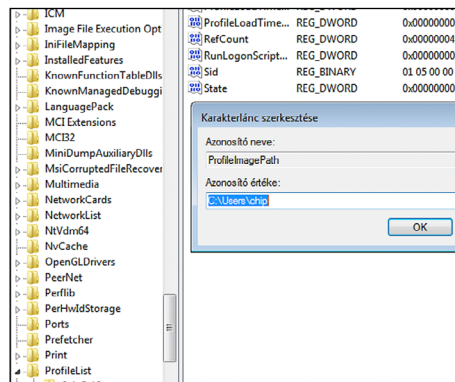 ICM
Image File Execution Opt
IniFileMapping
InstalledFeatures
KnownFunctionTableDlls
KnownManagedDebuggi
LanguagePack
MCI Extensions
MCI32
MiniDumpAuxiliaryDlls
MsiCorruptedFileRecover
Multimedia
NetworkCards
NetworkList
NtVdm64
NvCache
OpenGLDrivers
PeerNet
Perflib
PerHwIdStorage
Ports
Prefetcher
Print
ProfileList
ProfileLoadTime... REG_DWORD 0x00000000
RefCount REG_DWORD 0x00000004
RunLogonScript... REG_DWORD 0x00000000
Sid REG_BINARY 01 05 00 00
State REG_DWORD 0x00000000
Karakterlánc szerkesztése
Azonosító neve:
ProfileImagePath
Azonosító értéke:
C:\Users\chip
OK